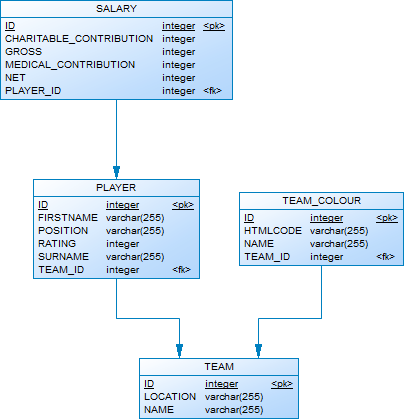 SALARY
ID integer <pk>
CHARITABLE_CONTRIBUTION integer
GROSS integer
MEDICAL_CONTRIBUTION integer
NET integer
PLAYER_ID integer <fk>
PLAYER
ID integer <pk>
FIRSTNAME varchar(255)
POSITION varchar(255)
RATING integer
SURNAME varchar(255)
TEAM_ID integer <fk>
TEAM_COLOUR
ID integer <pk>
HTMLCODE varchar(255)
NAME varchar(255)
TEAM_ID integer <fk>
TEAM
ID integer <pk>
LOCATION varchar(255)
NAME varchar(255)